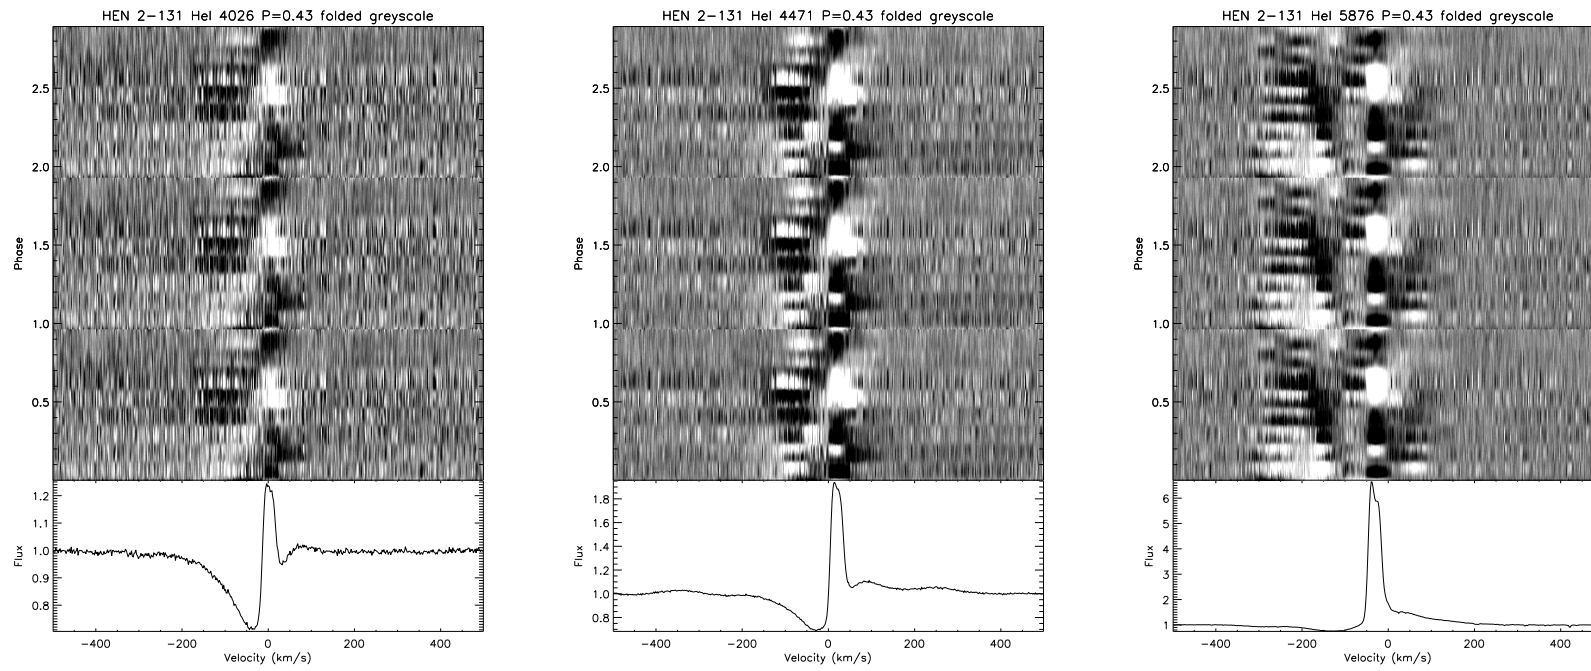 HEN 2-131 HeI 4026 P=0.43 folded greyscale
2.5
2.0
1.5
1.0
0.5
Phase
1.2
1.1
1.0
0.9
0.8
Flux
-400 -200 0 200 400
Velocity (km/s)
HEN 2-131 HeI 4471 P=0.43 folded greyscale
2.5
2.0
1.5
1.0
0.5
Phase
1.8
1.6
1.4
1.2
1.0
0.8
Flux
-400 -200 0 200 400
Velocity (km/s)
HEN 2-131 HeI 5876 P=0.43 folded greyscale
2.5
2.0
1.5
1.0
0.5
Phase
6
5
4
3
2
1
Flux
-400 -200 0 200 400
Velocity (km/s)